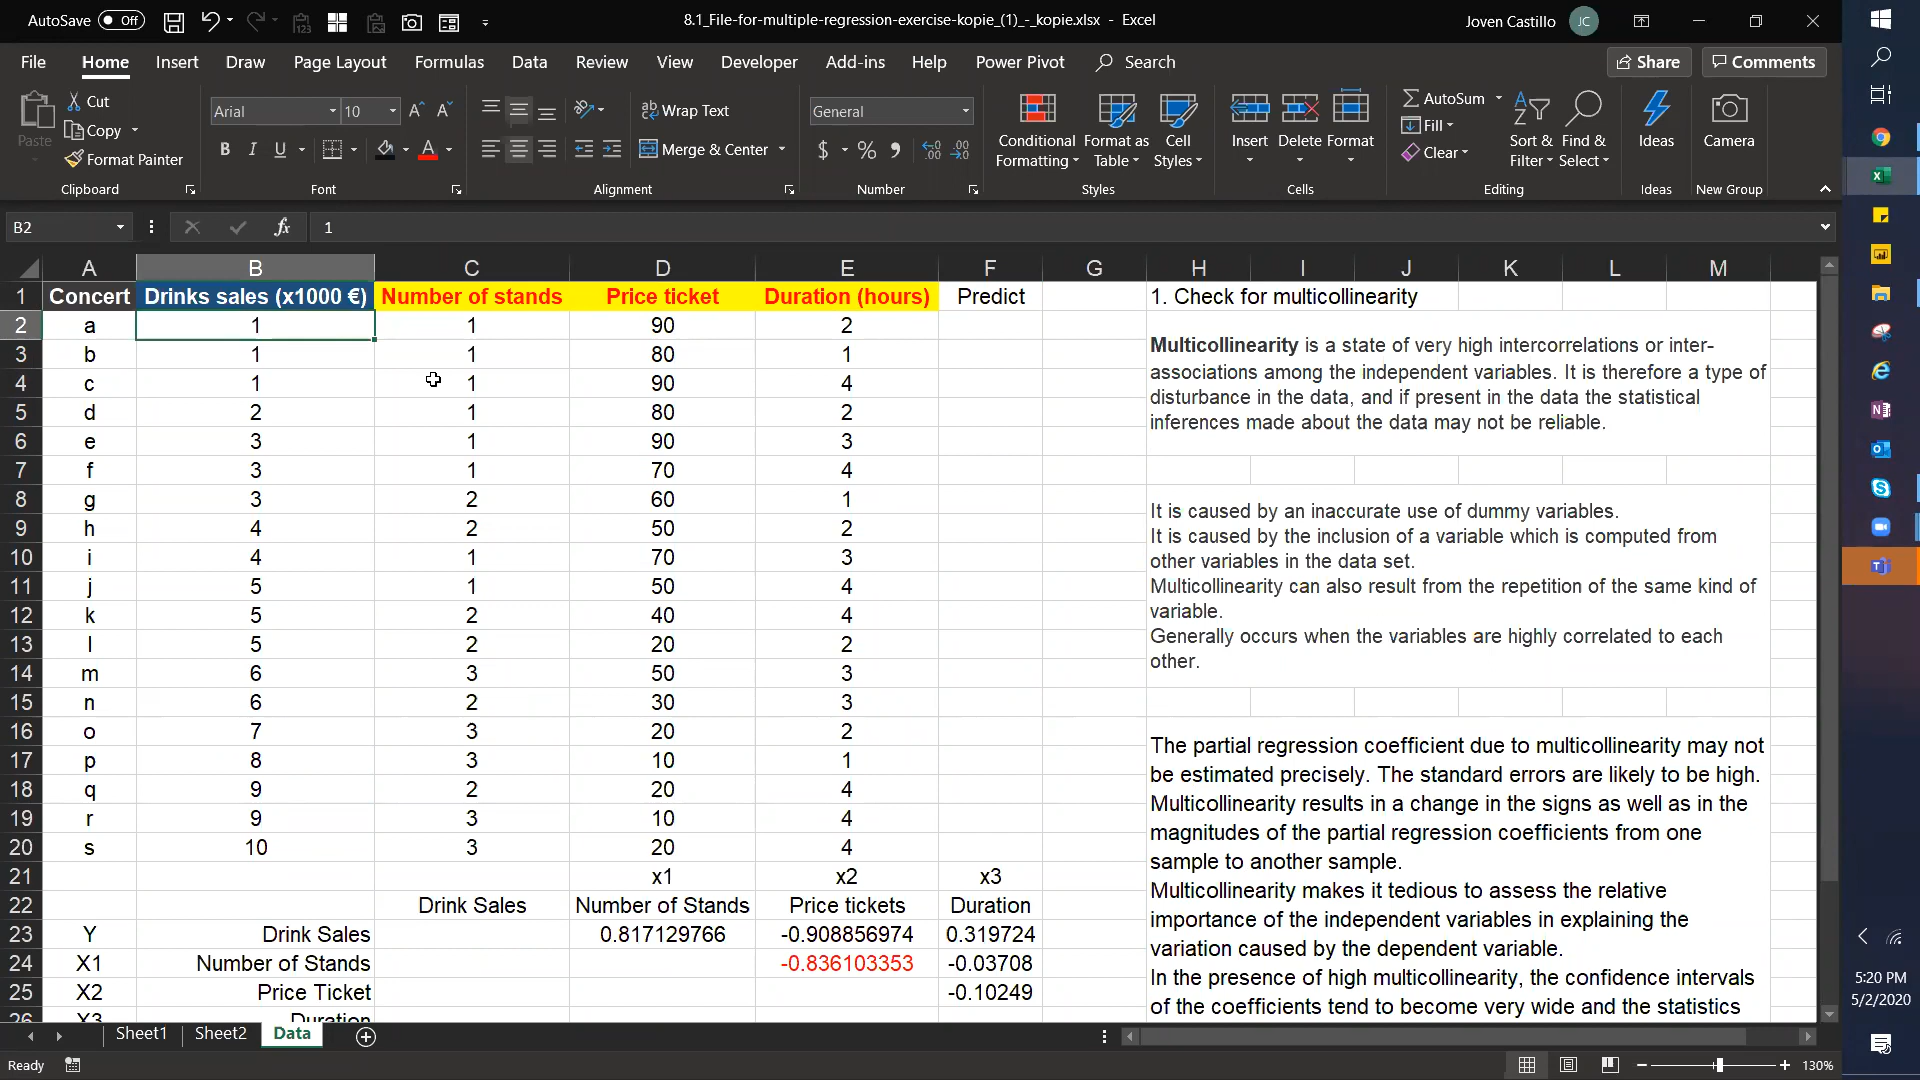 AutoSave Off 8.1_File-for-multiple-regression-exercise-kopie_(1)_-_kopie.xlsx - Excel Joven Castillo JC
File Home Insert Draw Page Layout Formulas Data Review View Developer Add-ins Help Power Pivot Search Share Comments
Paste Cut Copy Format Painter Clipboard
Arial 10 B I U Font
Wrap Text Merge & Center Alignment
General $ % Number
Conditional Formatting Format as Table Cell Styles Styles
Insert Delete Format Cells
AutoSum Fill Clear Sort & Filter Find & Select Editing
Ideas Ideas
Camera New Group
B2 fx 1
A B C D E F G H I J K L M
1 Concert Drinks sales (x1000 €) Number of stands Price ticket Duration (hours) Predict 1. Check for multicollinearity
2 a 1 1 90 2
3 b 1 1 80 1
4 c 1 1 90 4
5 d 2 1 80 2
6 e 3 1 90 3
7 f 3 1 70 4
8 g 3 2 60 1
9 h 4 2 50 2
10 i 4 1 70 3
11 j 5 1 50 4
12 k 5 2 40 4
13 l 5 2 20 2
14 m 6 3 50 3
15 n 6 2 30 3
16 o 7 3 20 2
17 p 8 3 10 1
18 q 9 2 20 4
19 r 9 3 10 4
20 s 10 3 20 4
21 x1 x2 x3
22 Drink Sales Number of Stands Price tickets Duration
23 Y Drink Sales 0.817129766 -0.908856974 0.319724
24 X1 Number of Stands -0.836103353 -0.03708
25 X2 Price Ticket -0.10249
26 X3 Duration
Multicollinearity is a state of very high intercorrelations or inter-
associations among the independent variables. It is therefore a type of
disturbance in the data, and if present in the data the statistical
inferences made about the data may not be reliable.
It is caused by an inaccurate use of dummy variables.
It is caused by the inclusion of a variable which is computed from
other variables in the data set.
Multicollinearity can also result from the repetition of the same kind of
variable.
Generally occurs when the variables are highly correlated to each
other.
The partial regression coefficient due to multicollinearity may not
be estimated precisely. The standard errors are likely to be high.
Multicollinearity results in a change in the signs as well as in the
magnitudes of the partial regression coefficients from one
sample to another sample.
Multicollinearity makes it tedious to assess the relative
importance of the independent variables in explaining the
variation caused by the dependent variable.
In the presence of high multicollinearity, the confidence intervals
of the coefficients tend to become very wide and the statistics
Sheet1 Sheet2 Data
Ready 130%
5:20 PM
5/2/2020